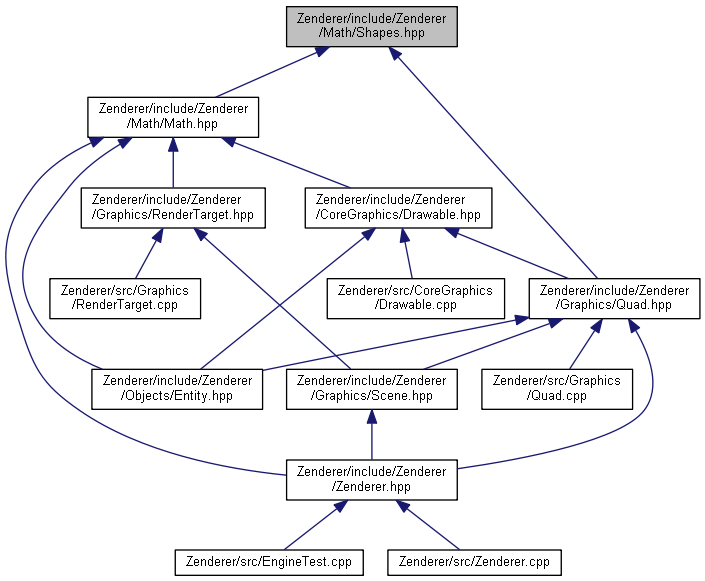 Zenderer/include/Zenderer
/Math/Shapes.hpp
Zenderer/include/Zenderer
/Math/Math.hpp
Zenderer/include/Zenderer
/Graphics/RenderTarget.hpp
Zenderer/include/Zenderer
/CoreGraphics/Drawable.hpp
Zenderer/src/Graphics
/RenderTarget.cpp
Zenderer/src/CoreGraphics
/Drawable.cpp
Zenderer/include/Zenderer
/Graphics/Quad.hpp
Zenderer/include/Zenderer
/Objects/Entity.hpp
Zenderer/include/Zenderer
/Graphics/Scene.hpp
Zenderer/src/Graphics
/Quad.cpp
Zenderer/include/Zenderer
/Zenderer.hpp
Zenderer/src/EngineTest.cpp
Zenderer/src/Zenderer.cpp